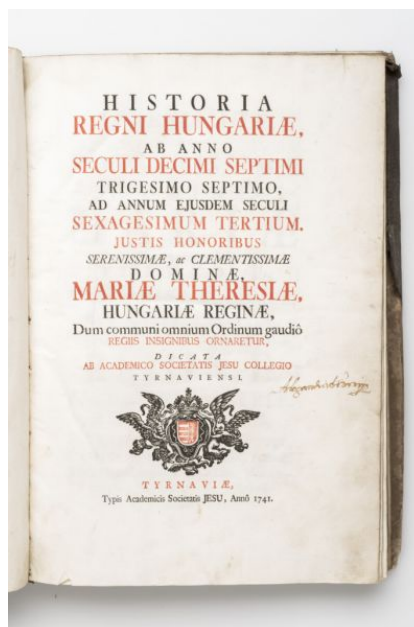 HISTORIA
REGNI HUNGARIÆ,
AB ANNO
SECULI DECIMI SEPTIMI
TRIGESIMO SEPTIMO,
AD ANNUM EJUSDEM SECULI
SEXAGESIMUM TERTIUM.
JUSTIS HONORIBUS
SERENISSIMÆ, ac CLEMENTISSIMÆ
DOMINÆ,
MARIÆ THERESIÆ,
HUNGARIÆ REGINÆ,
Dum communi omnium Ordinum gaudiô
REGIIS INSIGNIBUS ORNARETUR,
DICATA
AB ACADEMICO SOCIETATIS JESU COLLEGIO
TYRNAVIENSI.
TYRNAVIÆ,
Typis Academicis Societatis JESU, Annô 1741.